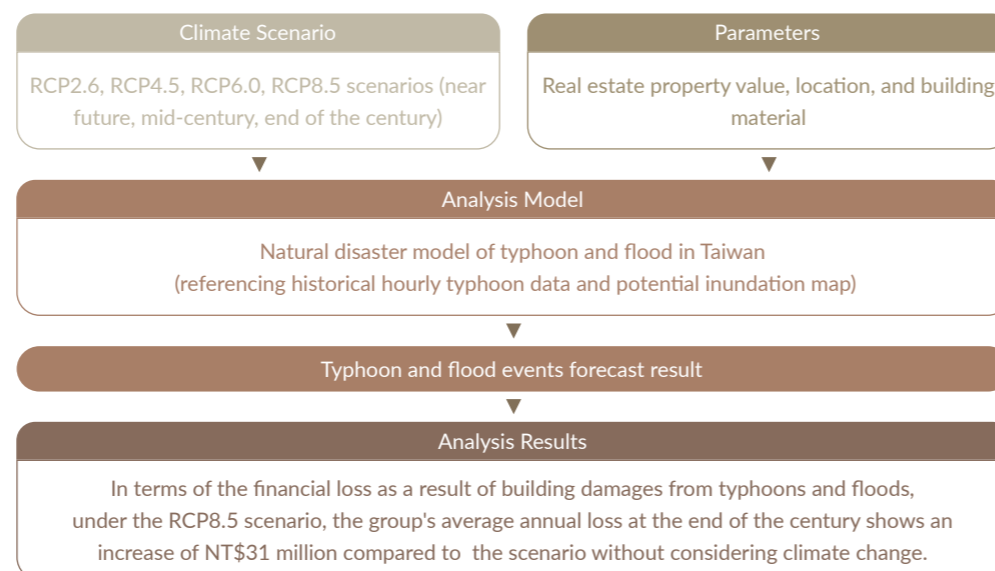 Climate Scenario
RCP2.6, RCP4.5, RCP6.0, RCP8.5 scenarios (near
future, mid-century, end of the century)
Parameters
Real estate property value, location, and building
material
Analysis Model
Natural disaster model of typhoon and flood in Taiwan
(referencing historical hourly typhoon data and potential inundation map)
Typhoon and flood events forecast result
Analysis Results
In terms of the financial loss as a result of building damages from typhoons and floods,
under the RCP8.5 scenario, the group's average annual loss at the end of the century shows an
increase of NT$31 million compared to the scenario without considering climate change.